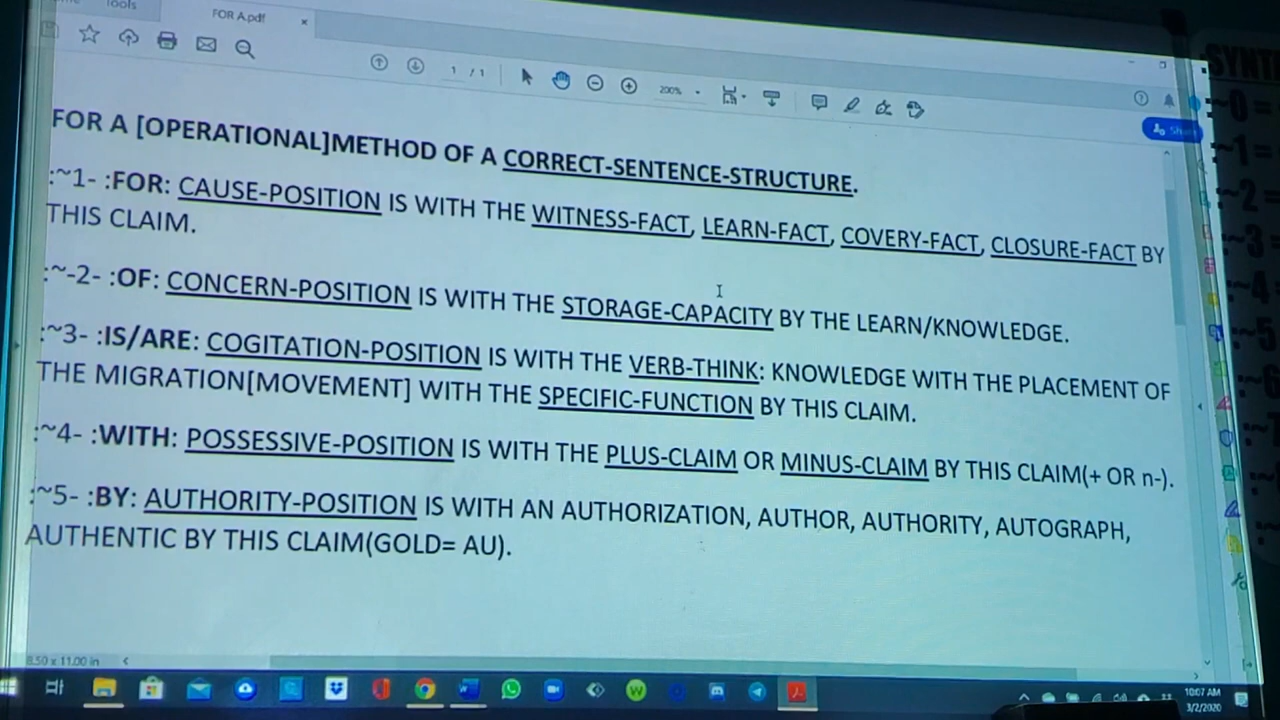 Tools
FOR A.pdf
1 / 1
200%
FOR A [OPERATIONAL]METHOD OF A CORRECT-SENTENCE-STRUCTURE.
:~1- :FOR: CAUSE-POSITION IS WITH THE WITNESS-FACT, LEARN-FACT, COVERY-FACT, CLOSURE-FACT BY
THIS CLAIM.
:~-2- :OF: CONCERN-POSITION IS WITH THE STORAGE-CAPACITY BY THE LEARN/KNOWLEDGE.
:~3- :IS/ARE: COGITATION-POSITION IS WITH THE VERB-THINK: KNOWLEDGE WITH THE PLACEMENT OF
THE MIGRATION[MOVEMENT] WITH THE SPECIFIC-FUNCTION BY THIS CLAIM.
:~4- :WITH: POSSESSIVE-POSITION IS WITH THE PLUS-CLAIM OR MINUS-CLAIM BY THIS CLAIM(+ OR n-).
:~5- :BY: AUTHORITY-POSITION IS WITH AN AUTHORIZATION, AUTHOR, AUTHORITY, AUTOGRAPH,
AUTHENTIC BY THIS CLAIM(GOLD= AU).
8.50 x 11.00 in
10:07 AM
3/2/2020
~0 =
~1 =
~2 =